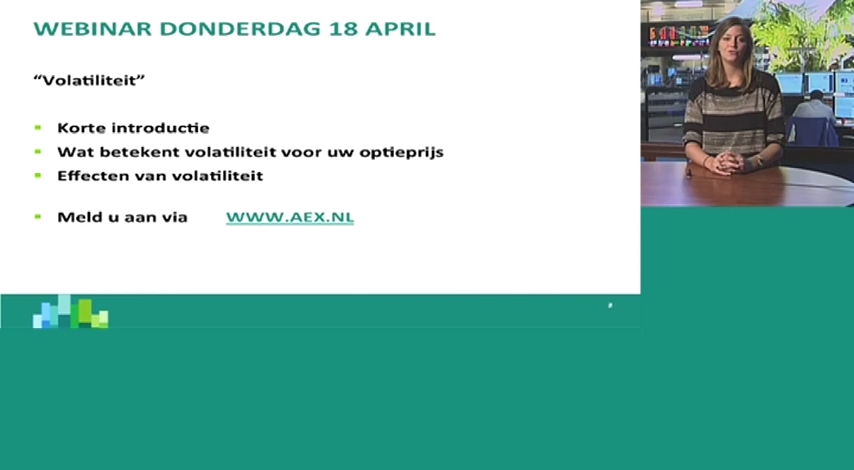 WEBINAR DONDERDAG 18 APRIL
“Volatiliteit”
Korte introductie
Wat betekent volatiliteit voor uw optieprijs
Effecten van volatiliteit
Meld u aan via WWW.AEX.NL